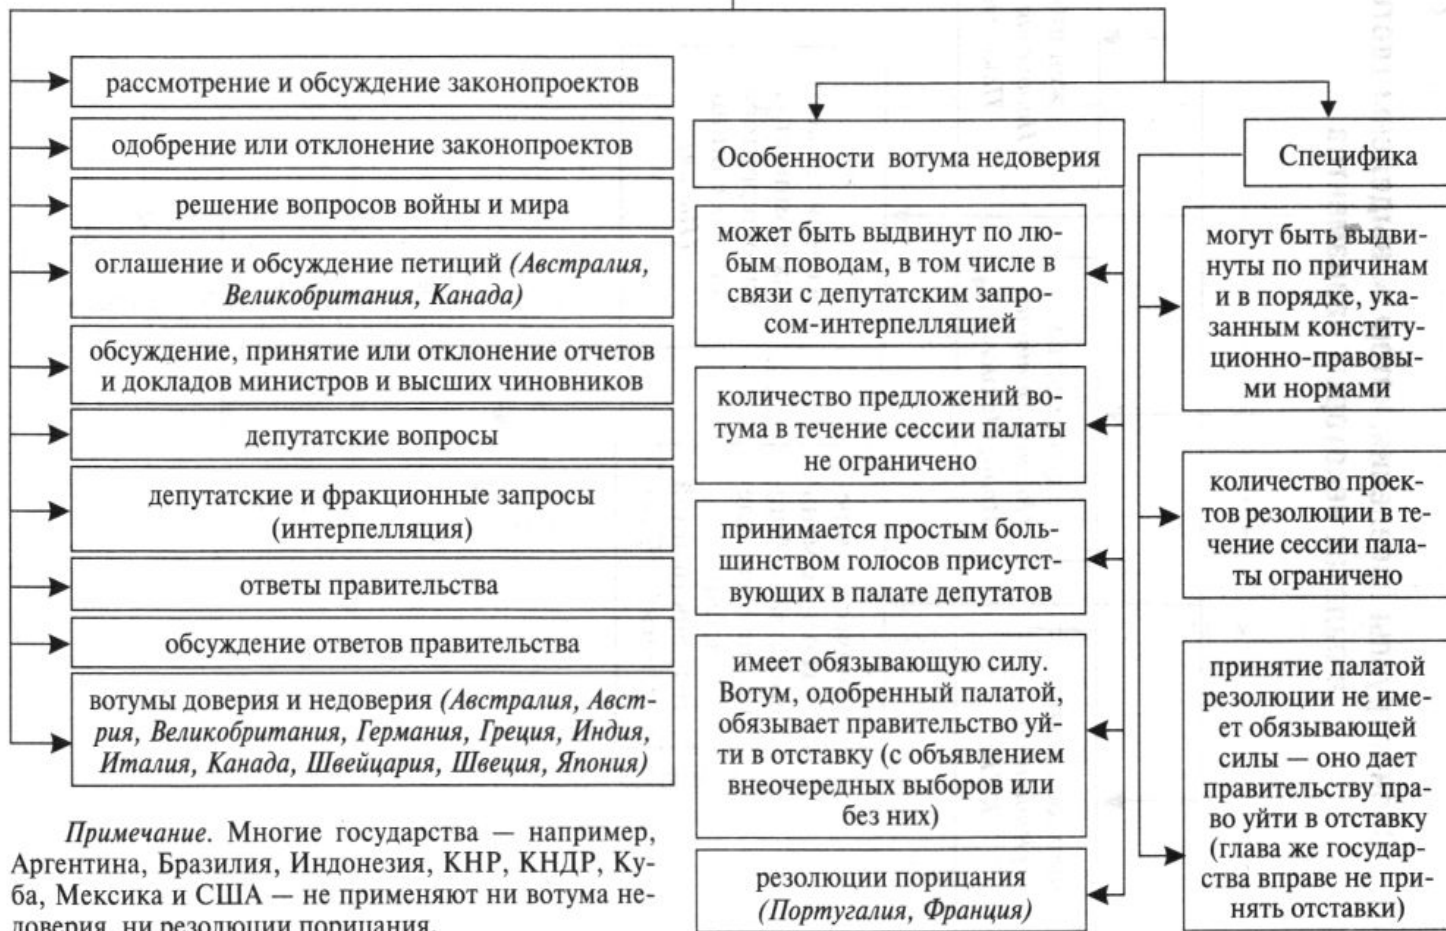 рассмотрение и обсуждение законопроектов
одобрение или отклонение законопроектов
решение вопросов войны и мира
оглашение и обсуждение петиций (Австралия,
Великобритания, Канада)
обсуждение, принятие или отклонение отчетов
и докладов министров и высших чиновников
депутатские вопросы
депутатские и фракционные запросы
(интерпелляция)
ответы правительства
обсуждение ответов правительства
вотумы доверия и недоверия (Австралия, Авст-
рия, Великобритания, Германия, Греция, Индия,
Италия, Канада, Швейцария, Швеция, Япония)
Примечание. Многие государства — например,
Аргентина, Бразилия, Индонезия, КНР, КНДР, Ку-
ба, Мексика и США — не применяют ни вотума не-
доверия, ни резолюции порицания.
Особенности вотума недоверия
может быть выдвинут по лю-
бым поводам, в том числе в
связи с депутатским запро-
сом-интерпелляцией
количество предложений во-
тума в течение сессии палаты
не ограничено
принимается простым боль-
шинством голосов присутст-
вующих в палате депутатов
имеет обязывающую силу.
Вотум, одобренный палатой,
обязывает правительство уй-
ти в отставку (с объявлением
внеочередных выборов или
без них)
резолюции порицания
(Португалия, Франция)
Специфика
могут быть выдви-
нуты по причинам
и в порядке, ука-
занным конститу-
ционно-правовы-
ми нормами
количество проек-
тов резолюции в те-
чение сессии пала-
ты ограничено
принятие палатой
резолюции не име-
ет обязывающей
силы — оно дает
правительству пра-
во уйти в отставку
(глава же государ-
ства вправе не при-
нять отставки)